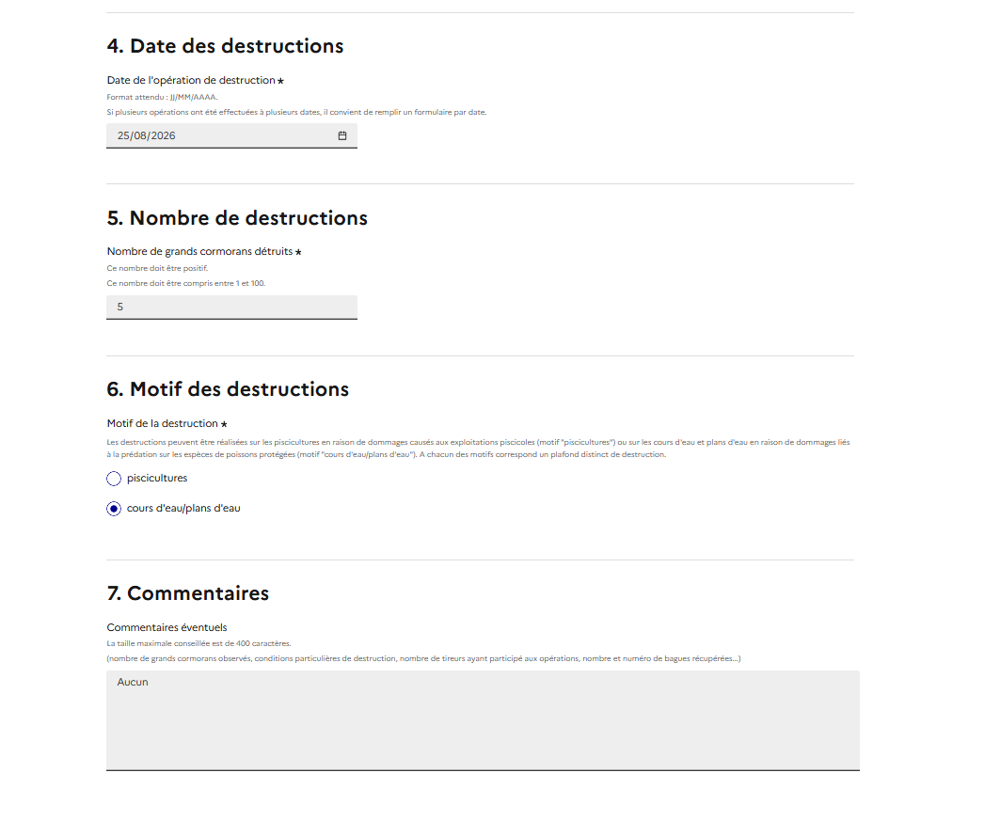 4. Date des destructions
Date de l'opération de destruction *
Format attendu : JJ/MM/AAAA.
Si plusieurs opérations ont été effectuées à plusieurs dates, il convient de remplir un formulaire par date.
25/08/2026
5. Nombre de destructions
Nombre de grands cormorans détruits *
Ce nombre doit être positif.
Ce nombre doit être compris entre 1 et 100.
5
6. Motif des destructions
Motif de la destruction *
Les destructions peuvent être réalisées sur les piscicultures en raison de dommages causés aux exploitations piscicoles (motif "piscicultures") ou sur les cours d'eau et plans d'eau en raison de dommages liés
à la prédation sur les espèces de poissons protégées (motif "cours d'eau/plans d'eau"). A chacun des motifs correspond un plafond distinct de destruction.
piscicultures
cours d'eau/plans d'eau
7. Commentaires
Commentaires éventuels
La taille maximale conseillée est de 400 caractères.
(nombre de grands cormorans observés, conditions particulières de destruction, nombre de tireurs ayant participé aux opérations, nombre et numéro de bagues récupérées...)
Aucun